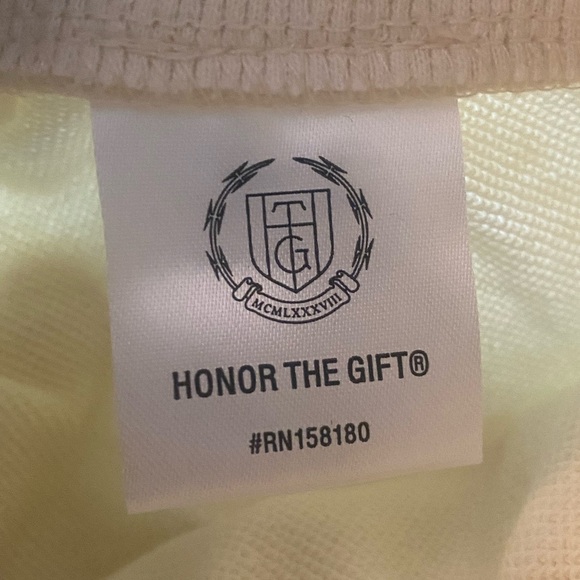 HTG
MCMLXXXVIII
HONOR THE GIFT®
#RN158180